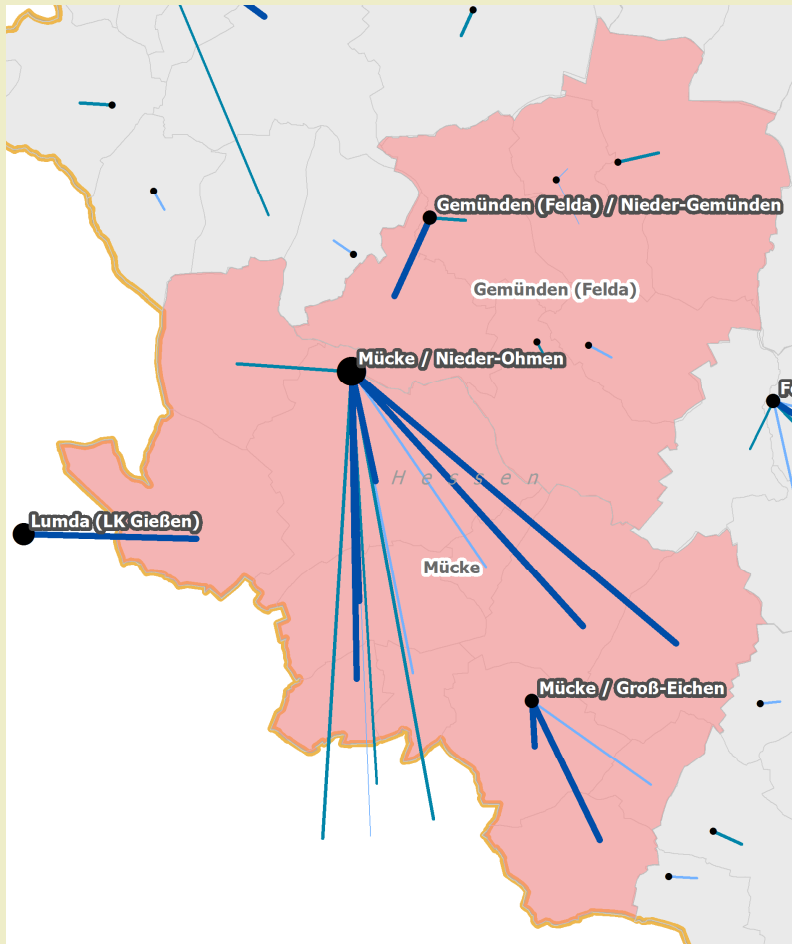 Gemünden (Felda) / Nieder-Gemünden
Gemünden (Felda)
Mücke / Nieder-Ohmen
Hessen
Lumda (LK Gießen)
Mücke
Mücke / Groß-Eichen